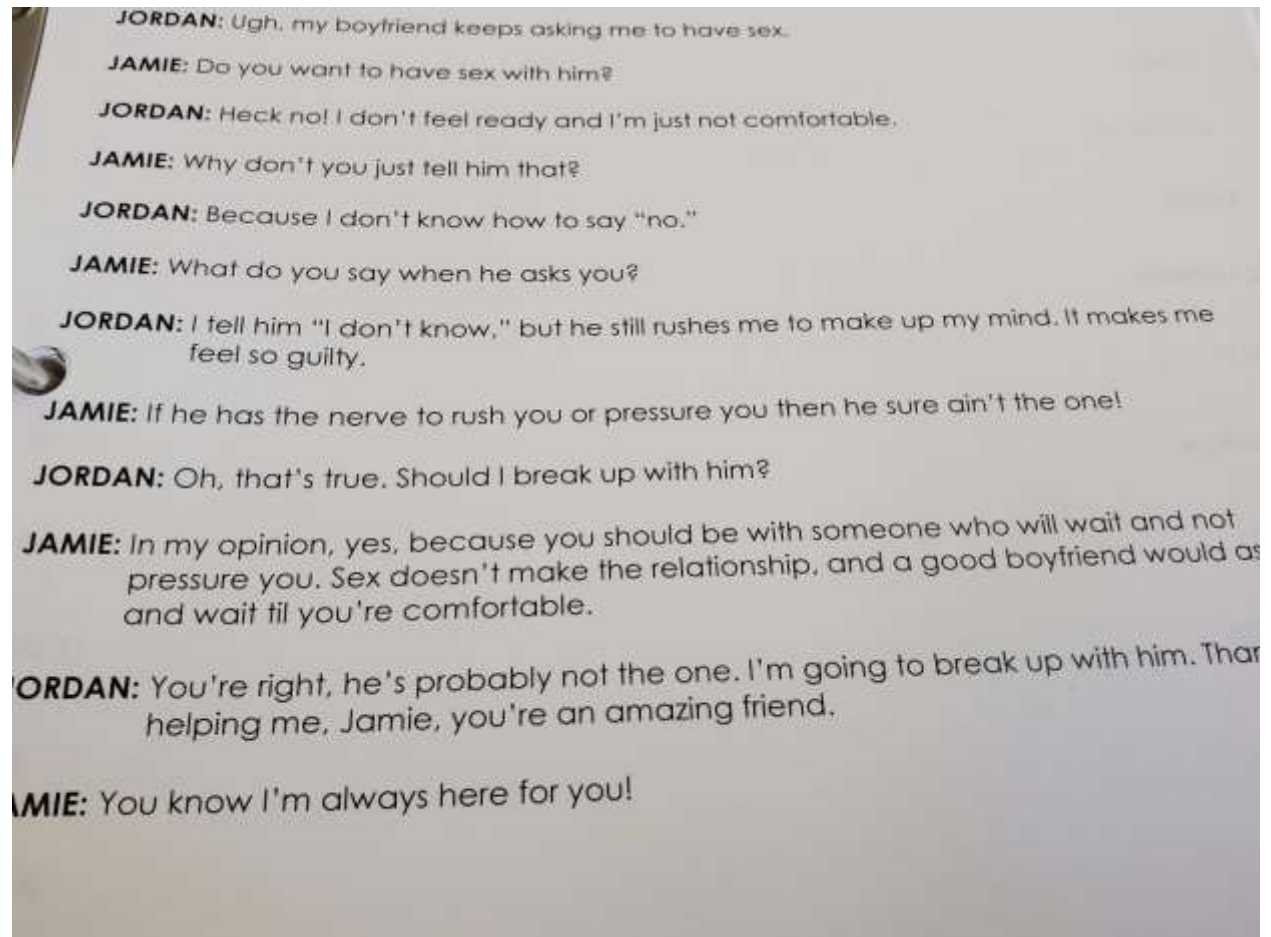 JORDAN: Ugh, my boyfriend keeps asking me to have sex.
JAMIE: Do you want to have sex with him?
JORDAN: Heck no! I don't feel ready and I'm just not comfortable.
JAMIE: Why don't you just tell him that?
JORDAN: Because I don't know how to say "no."
JAMIE: What do you say when he asks you?
JORDAN: I tell him "I don't know," but he still rushes me to make up my mind. It makes me
feel so guilty.
JAMIE: If he has the nerve to rush you or pressure you then he sure ain't the one!
JORDAN: Oh, that's true. Should I break up with him?
JAMIE: In my opinion, yes, because you should be with someone who will wait and not
pressure you. Sex doesn't make the relationship, and a good boyfriend would
and wait til you're comfortable.
ORDAN: You're right, he's probably not the one. I'm going to break up with him.
helping me, Jamie, you're an amazing friend.
AMIE: You know I'm always here for you!